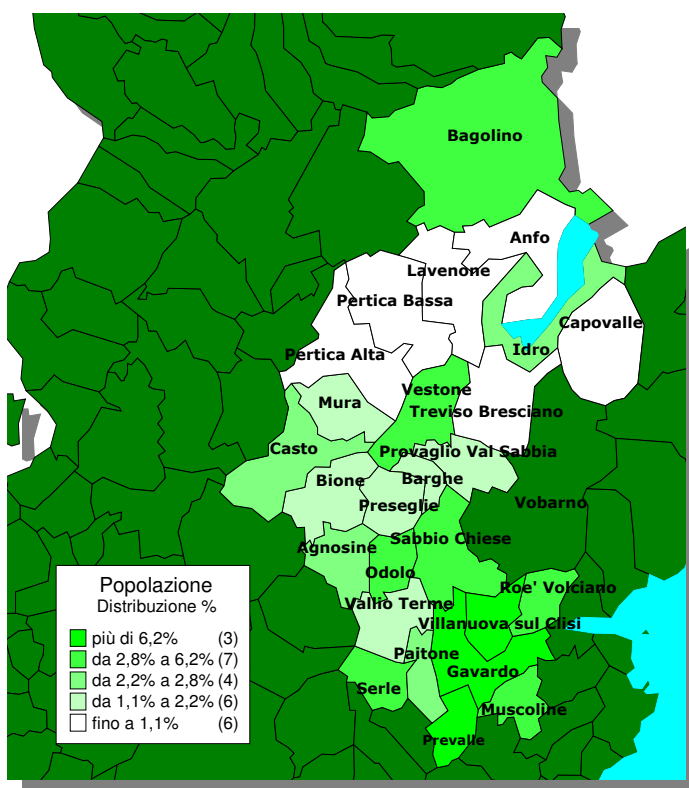 Bagolino
Anfo
Lavenone
Pertica Bassa
Capovalle
Idro
Pertica Alta
Vestone
Mura
Treviso Bresciano
Casto
Provaglio Val Sabbia
Bione
Barghe
Preseglie
Vobarno
Sabbio Chiese
Agnosine
Odolo
Roe' Volciano
Vallio Terme
Villanuova sul Clisi
Paitone
Gavardo
Serle
Muscoline
Prevalle
Popolazione
Distribuzione %
più di 6,2% (3)
da 2,8% a 6,2% (7)
da 2,2% a 2,8% (4)
da 1,1% a 2,2% (6)
fino a 1,1% (6)